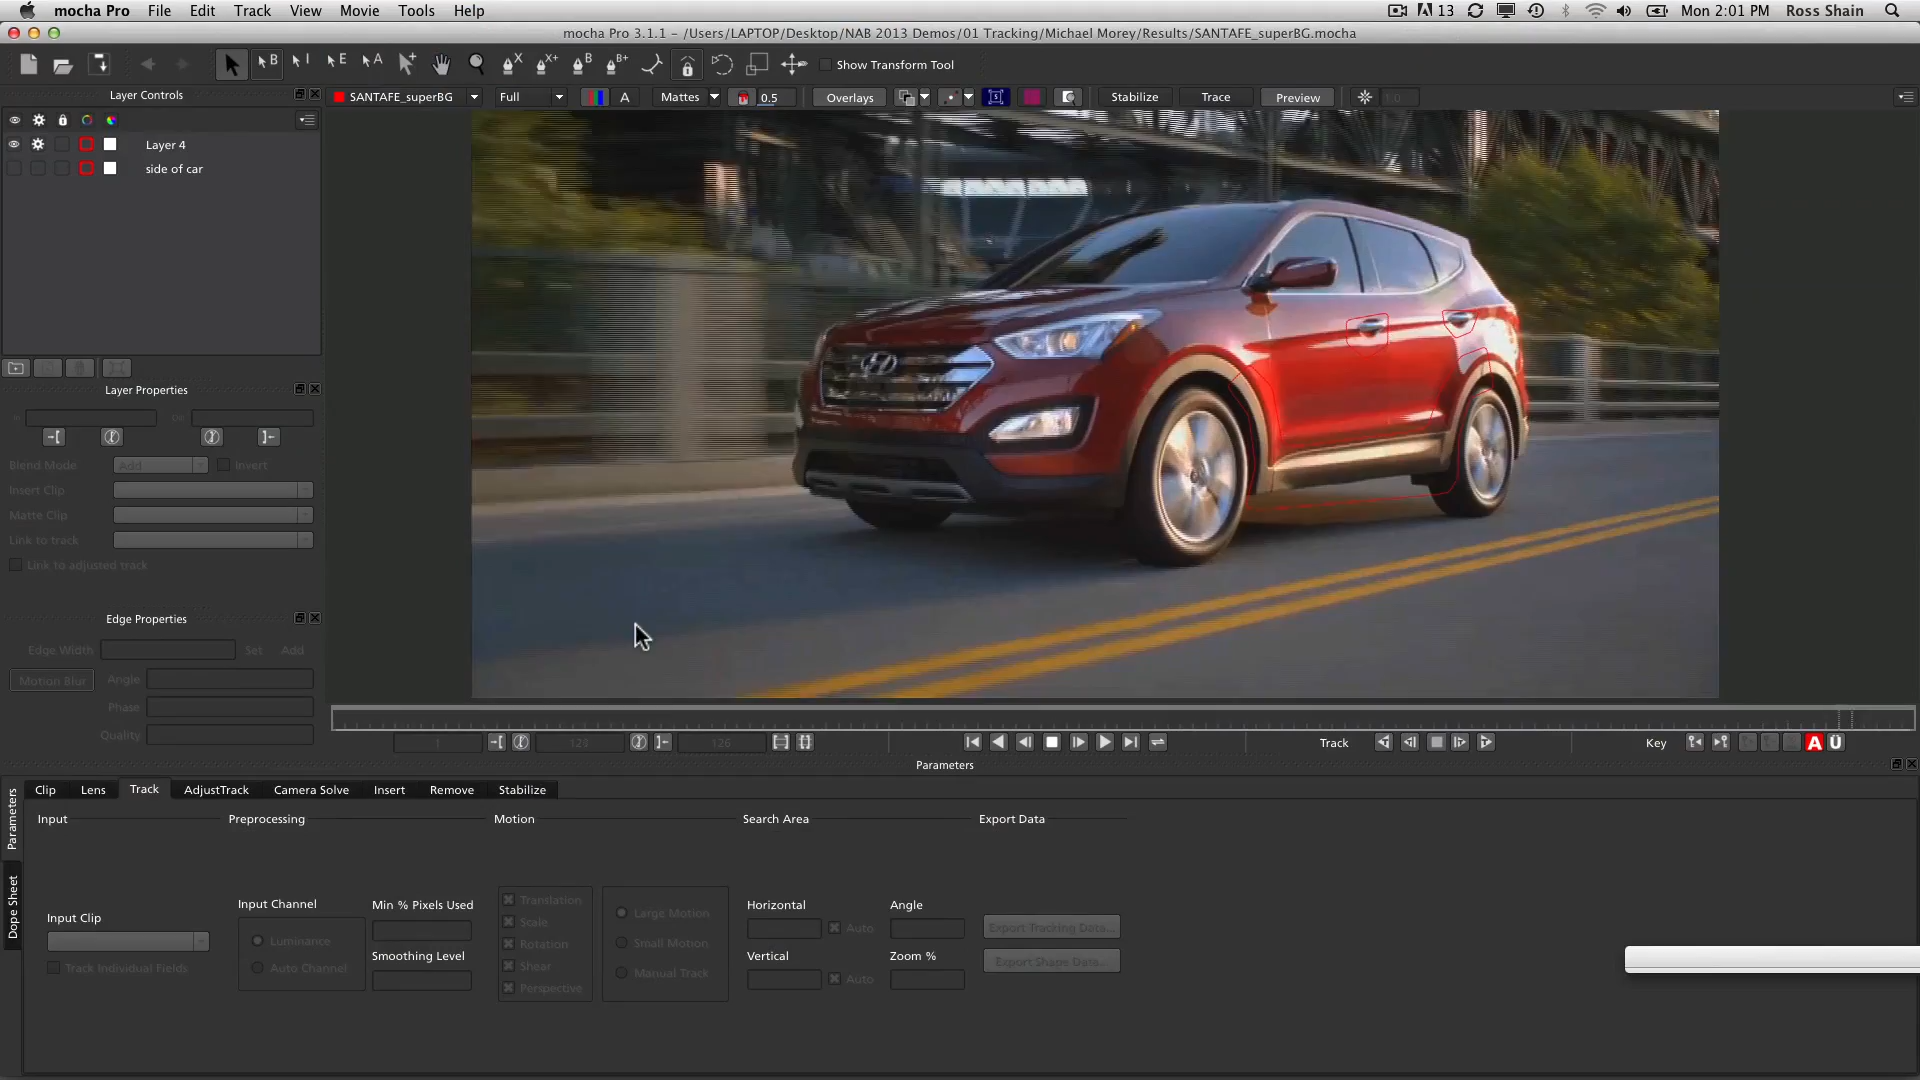 mocha Pro File Edit Track View Movie Tools Help 13 Mon 2:01 PM Ross Shain
mocha Pro 3.1.1 - /Users/LAPTOP/Desktop/NAB 2013 Demos/01 Tracking/Michael Morey/Results/SANTAFE_superBG.mocha
B I E A X X+ B B+ Show Transform Tool
Layer Controls
SANTAFE_superBG Full A Mattes 0.5 Overlays Stabilize Trace Preview 1.0
Layer 4
side of car
Layer Properties
In Out
Blend Mode Add Invert
Insert Clip
Matte Clip
Link to track
Link to adjusted track
Edge Properties
Edge Width Set Add
Motion Blur Angle
Phase
Quality
1 123 126 Track Key A Ü
Parameters
Parameters
Dope Sheet
Clip Lens Track AdjustTrack Camera Solve Insert Remove Stabilize
Input Preprocessing Motion Search Area Export Data
Input Clip
Track Individual Fields
Input Channel
Luminance
Auto Channel
Min % Pixels Used
Smoothing Level
Translation
Scale
Rotation
Shear
Perspective
Large Motion
Small Motion
Manual Track
Horizontal
Auto
Vertical
Auto
Angle
Zoom %
Export Tracking Data...
Export Shape Data...